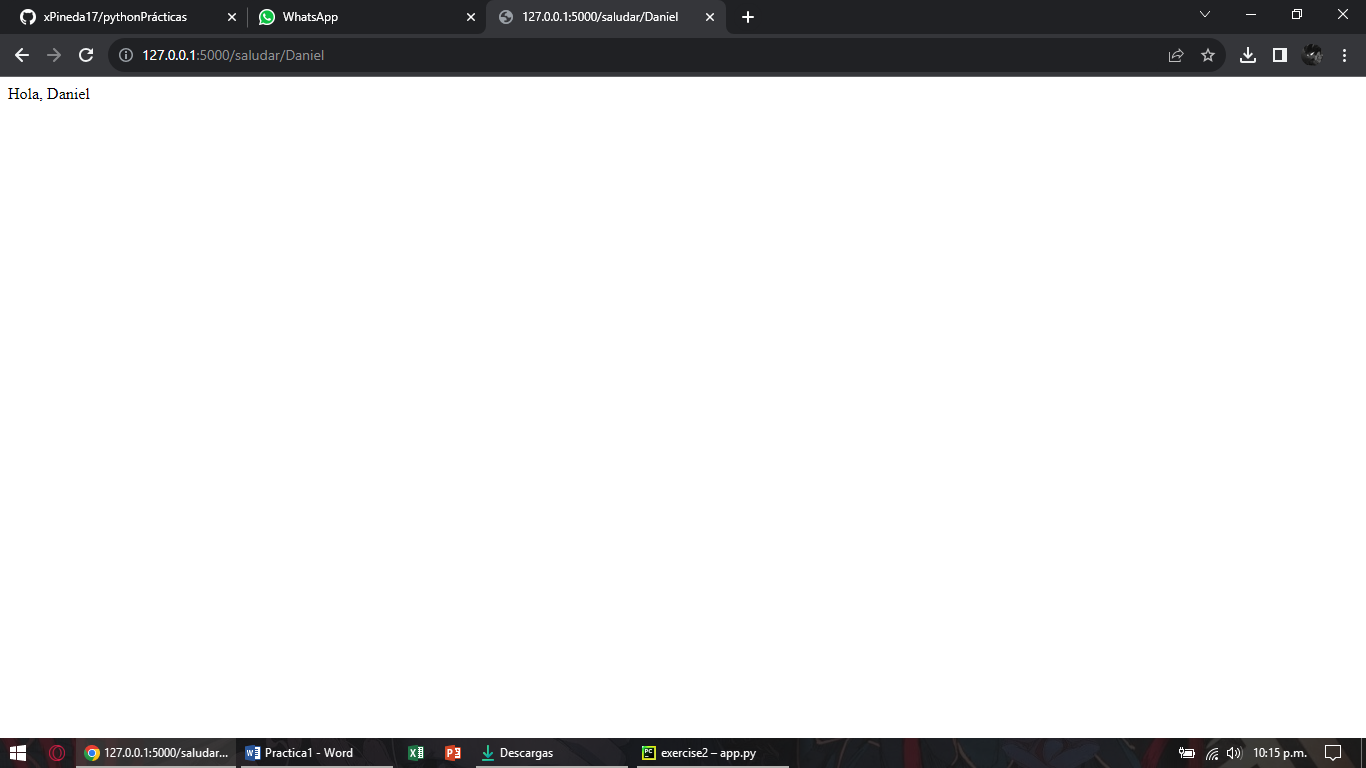 xPineda17/pythonPrácticas
WhatsApp
127.0.0.1:5000/saludar/Daniel
127.0.0.1:5000/saludar/Daniel
Hola, Daniel
127.0.0.1:5000/saludar...
Practica1 - Word
Descargas
exercise2 – app.py
10:15 p.m.